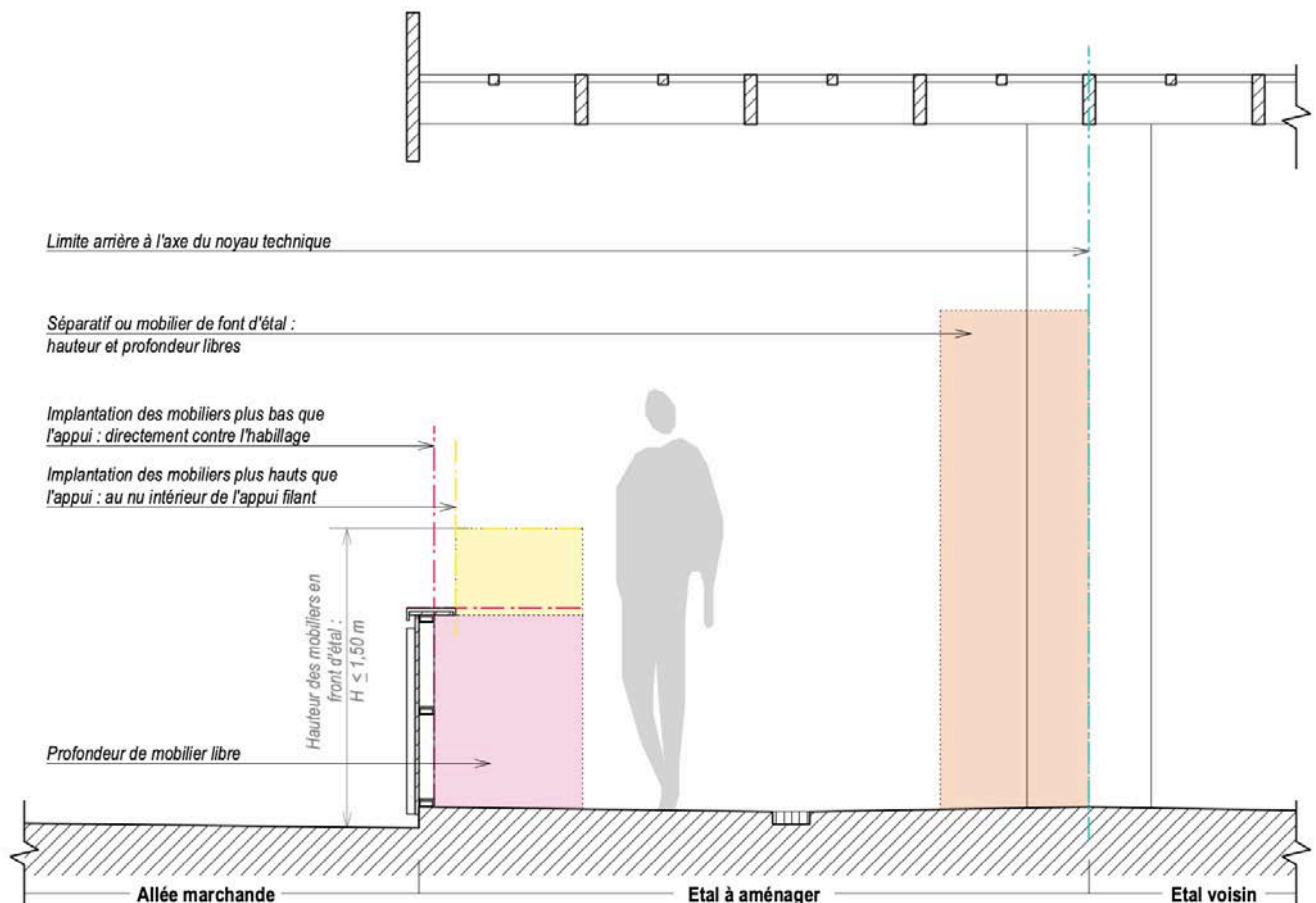 Limite arrière à l'axe du noyau technique
Séparatif ou mobilier de font d'étal :
hauteur et profondeur libres
Implantation des mobiliers plus bas que
l'appui : directement contre l'habillage
Implantation des mobiliers plus hauts que
l'appui : au nu intérieur de l'appui filant
Hauteur des mobiliers en
front d'étal :
H ≤ 1,50 m
Profondeur de mobilier libre
Allée marchande
Etal à aménager
Etal voisin